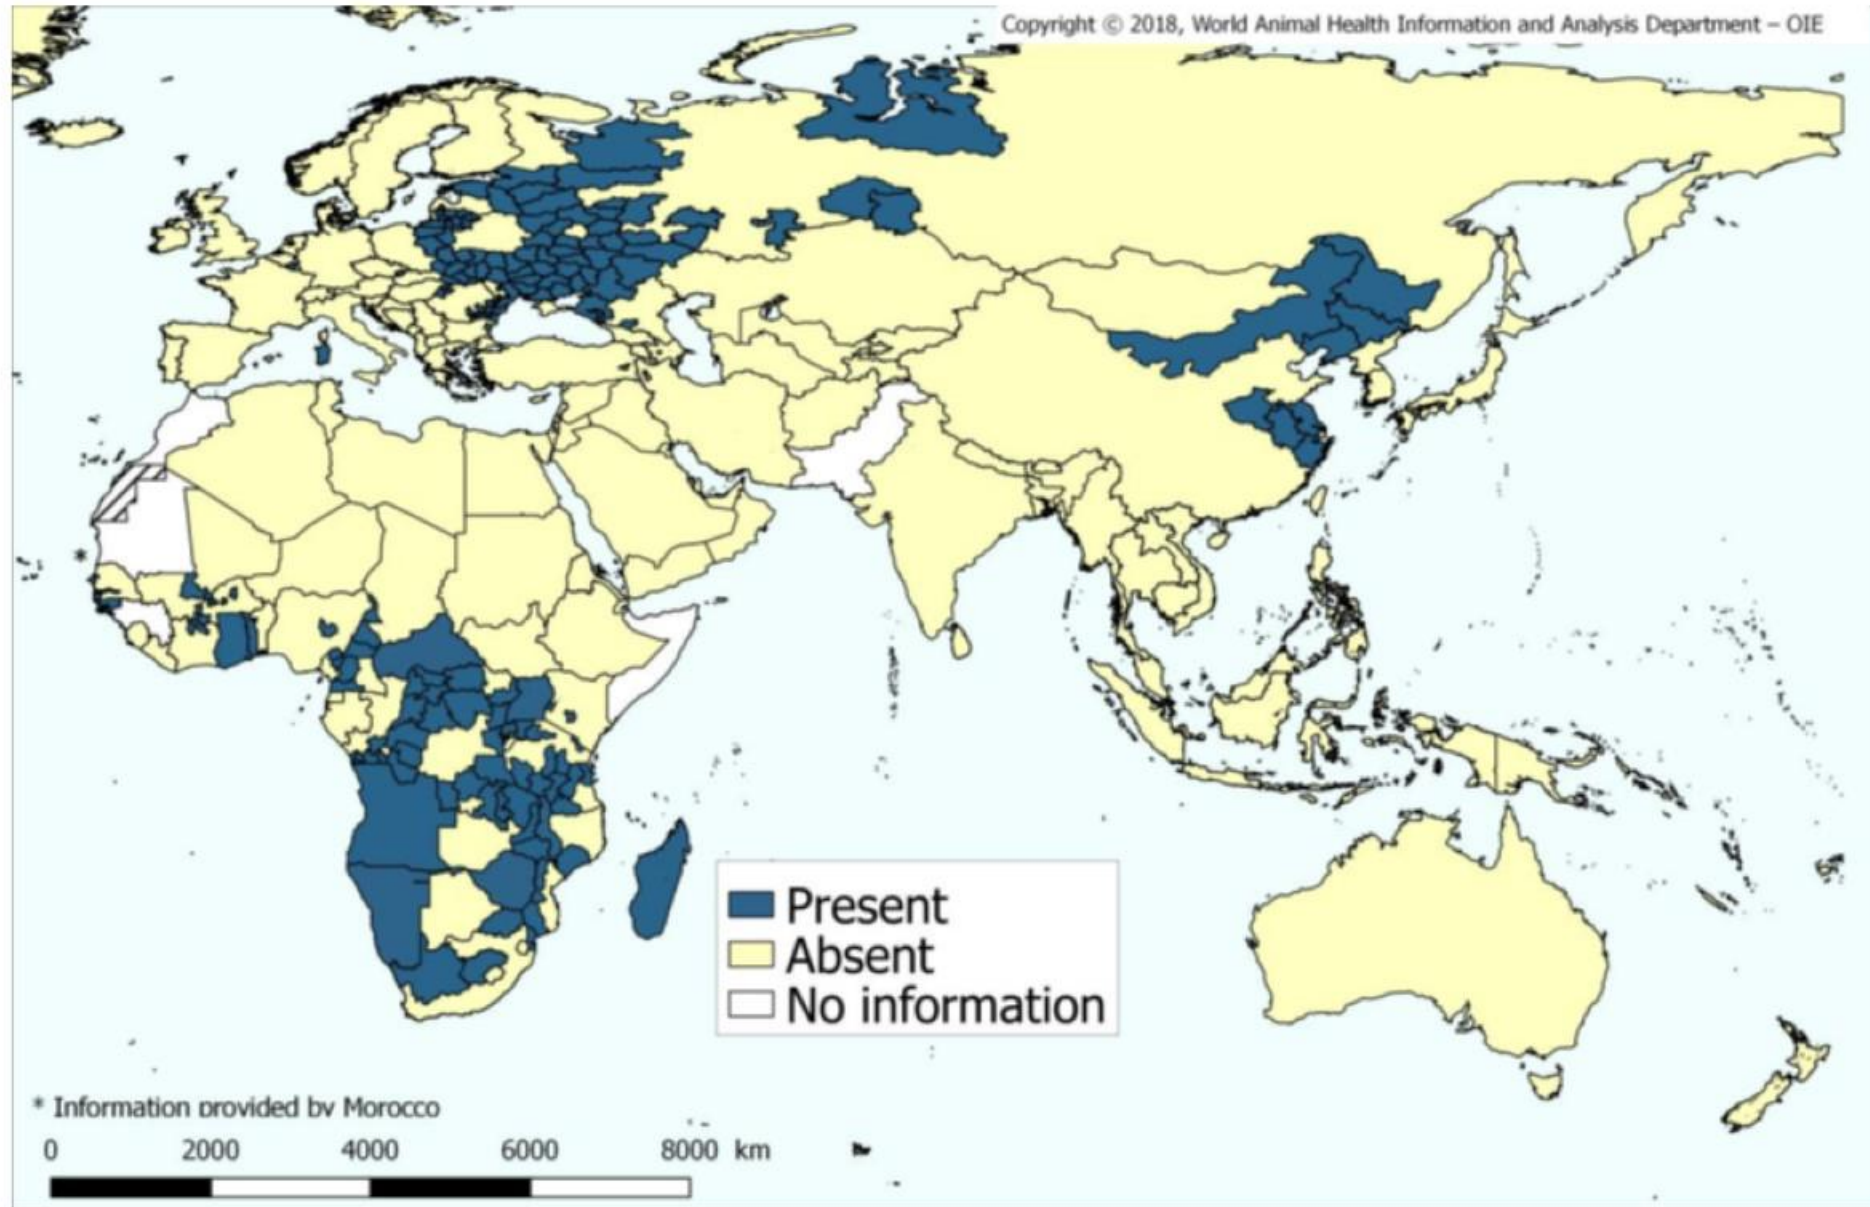 Copyright © 2018, World Animal Health Information and Analysis Department – OIE
*
Present
Absent
No information
* Information provided by Morocco
0 2000 4000 6000 8000 km